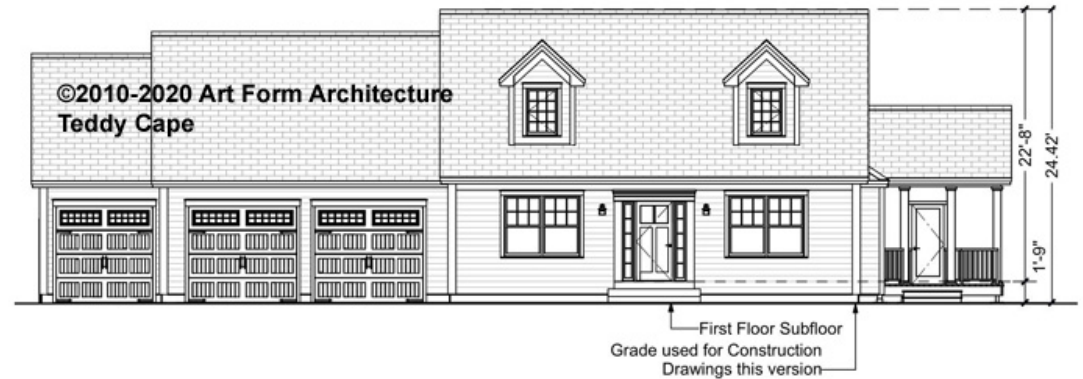 ©2010-2020 Art Form Architecture
Teddy Cape
22'-8"
24.42'
1'-9"
First Floor Subfloor
Grade used for Construction
Drawings this version